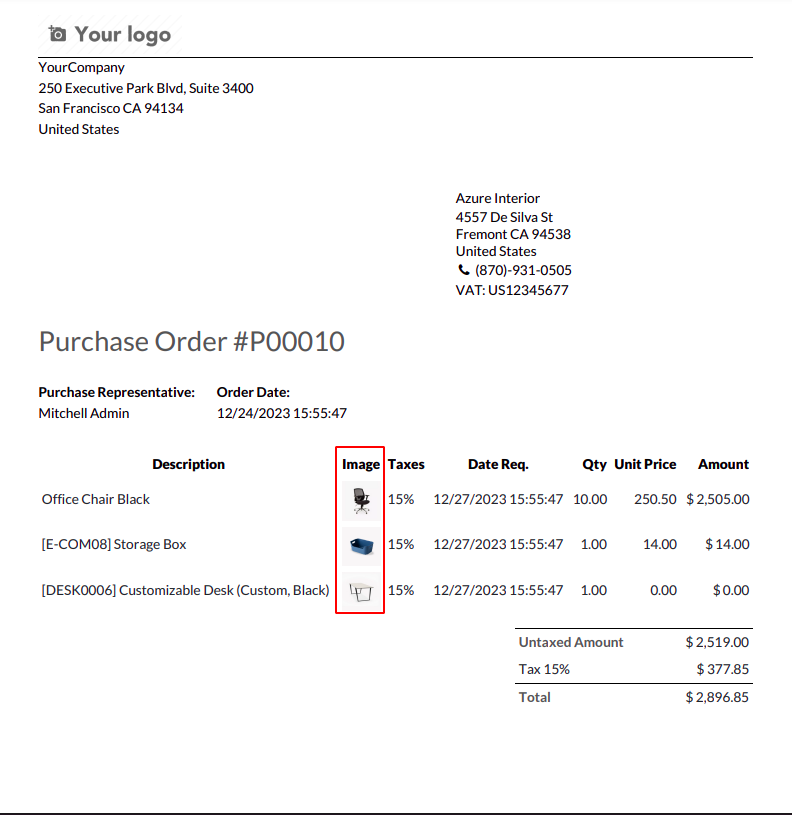 Your logo
YourCompany
250 Executive Park Blvd, Suite 3400
San Francisco CA 94134
United States
Azure Interior
4557 De Silva St
Fremont CA 94538
United States
(870)-931-0505
VAT: US12345677
Purchase Order #P00010
Purchase Representative: Order Date:
Mitchell Admin 12/24/2023 15:55:47
Description Image Taxes Date Req. Qty Unit Price Amount
Office Chair Black 15% 12/27/2023 15:55:47 10.00 250.50 $ 2,505.00
[E-COM08] Storage Box 15% 12/27/2023 15:55:47 1.00 14.00 $ 14.00
[DESK0006] Customizable Desk (Custom, Black) 15% 12/27/2023 15:55:47 1.00 0.00 $ 0.00
Untaxed Amount $ 2,519.00
Tax 15% $ 377.85
Total $ 2,896.85